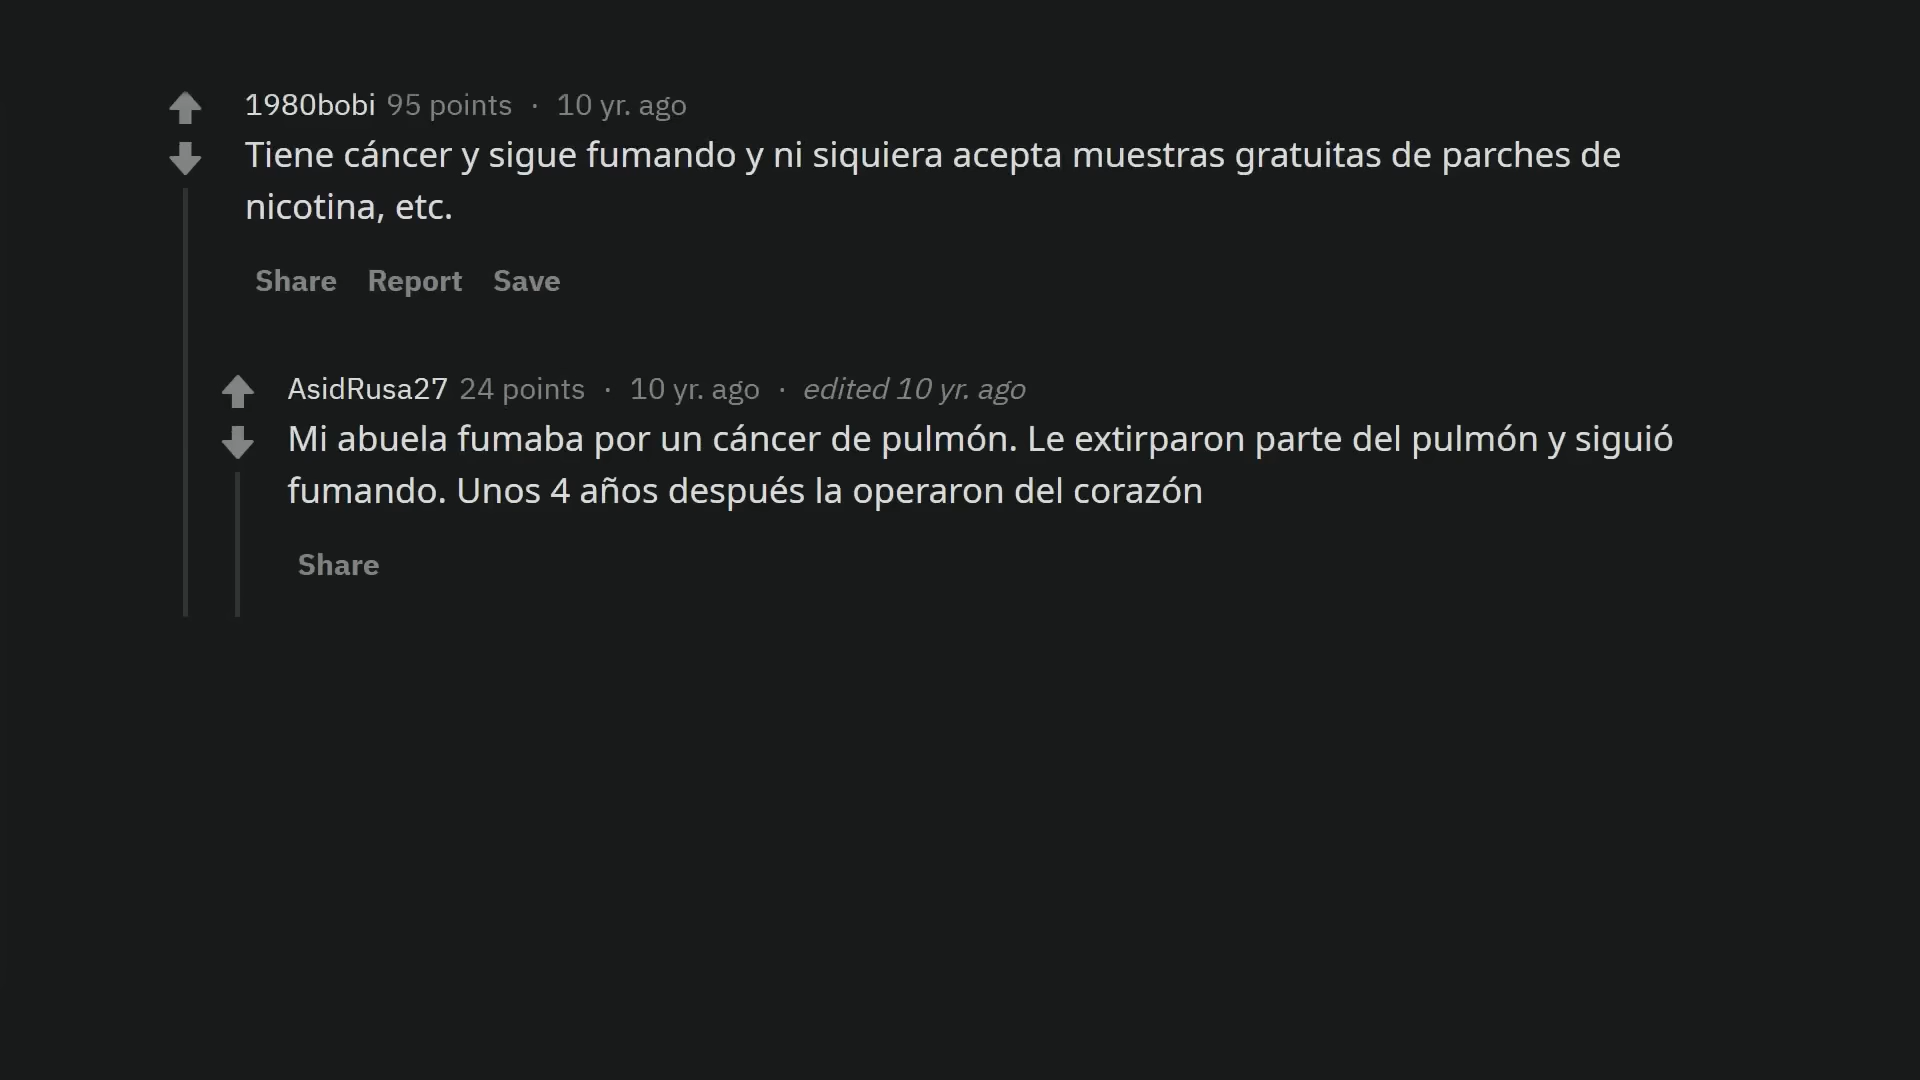 1980bobi 95 points · 10 yr. ago
Tiene cáncer y sigue fumando y ni siquiera acepta muestras gratuitas de parches de
nicotina, etc.
Share Report Save
AsidRusa27 24 points · 10 yr. ago · edited 10 yr. ago
Mi abuela fumaba por un cáncer de pulmón. Le extirparon parte del pulmón y siguió
fumando. Unos 4 años después la operaron del corazón
Share